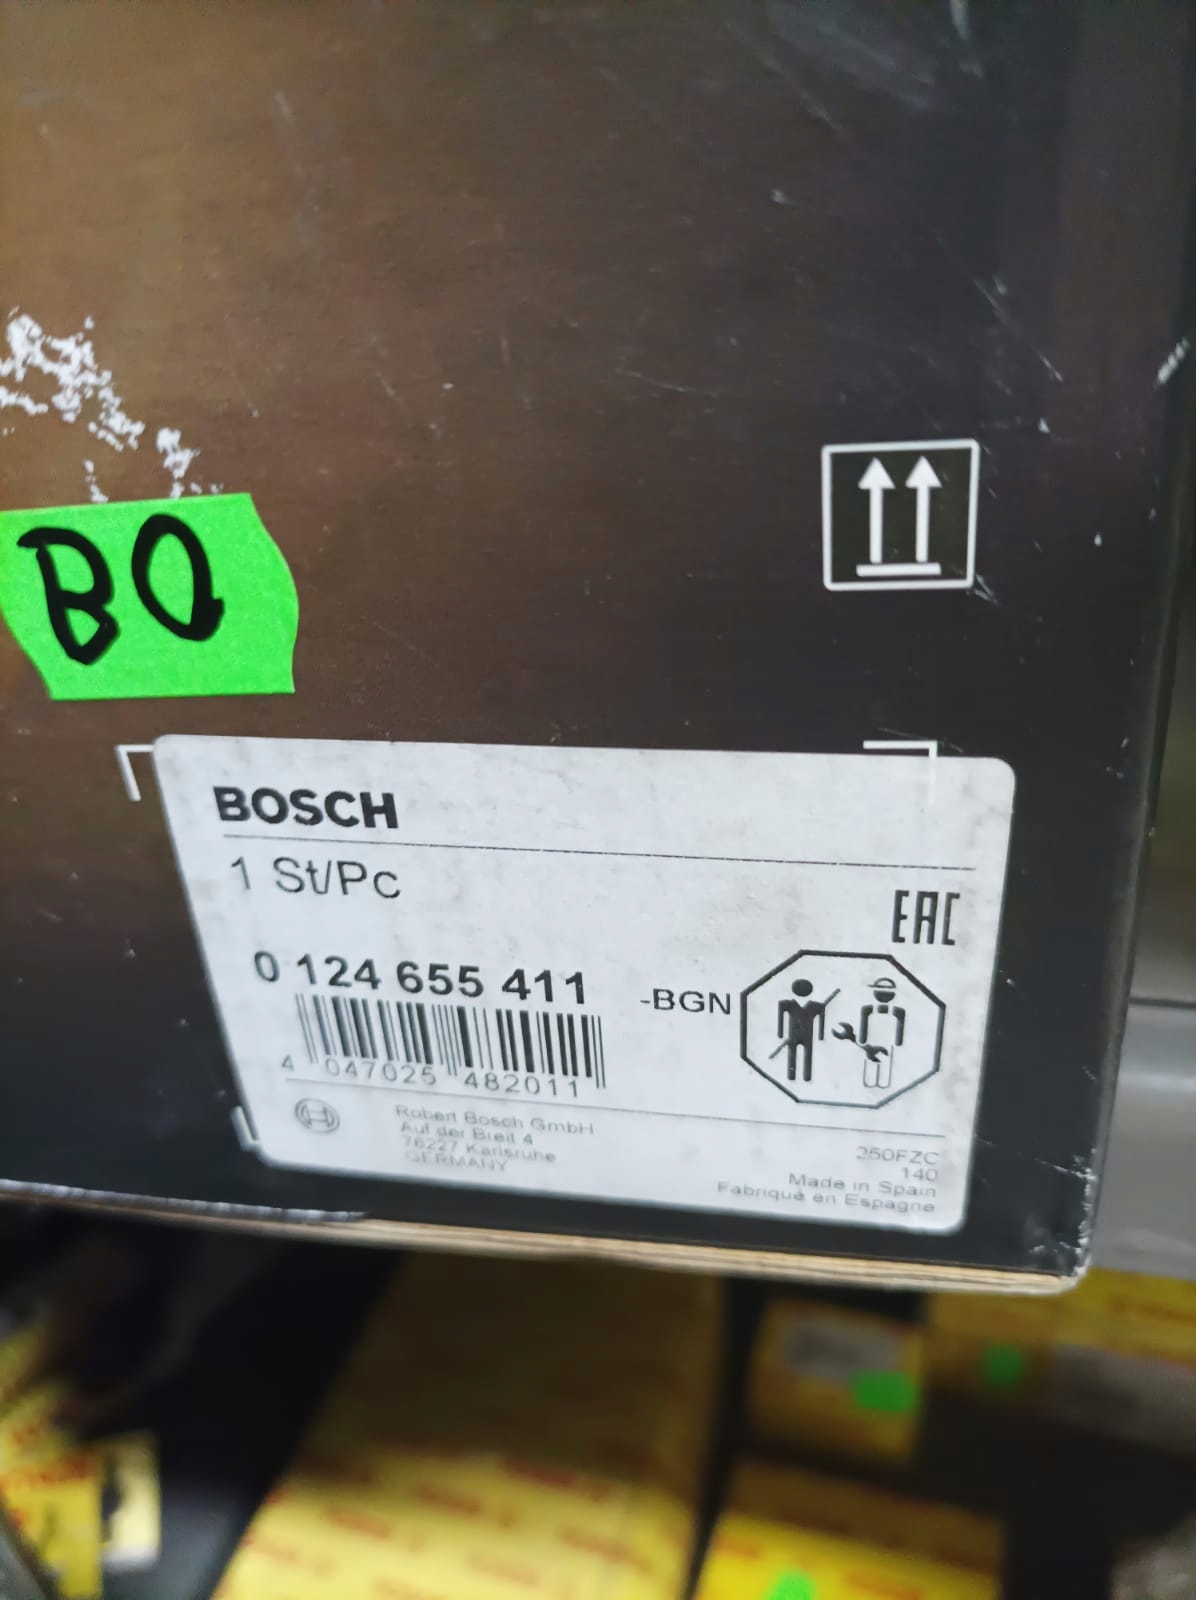 BO
BOSCH
1 St/Pc
EAC
0 124 655 411
-BGN
4 047025 482011
Robert Bosch GmbH
Auf der Breit 4
76227 Karlsruhe
GERMANY
250FZC
140
Made in Spain
Fabriqué en Espagne